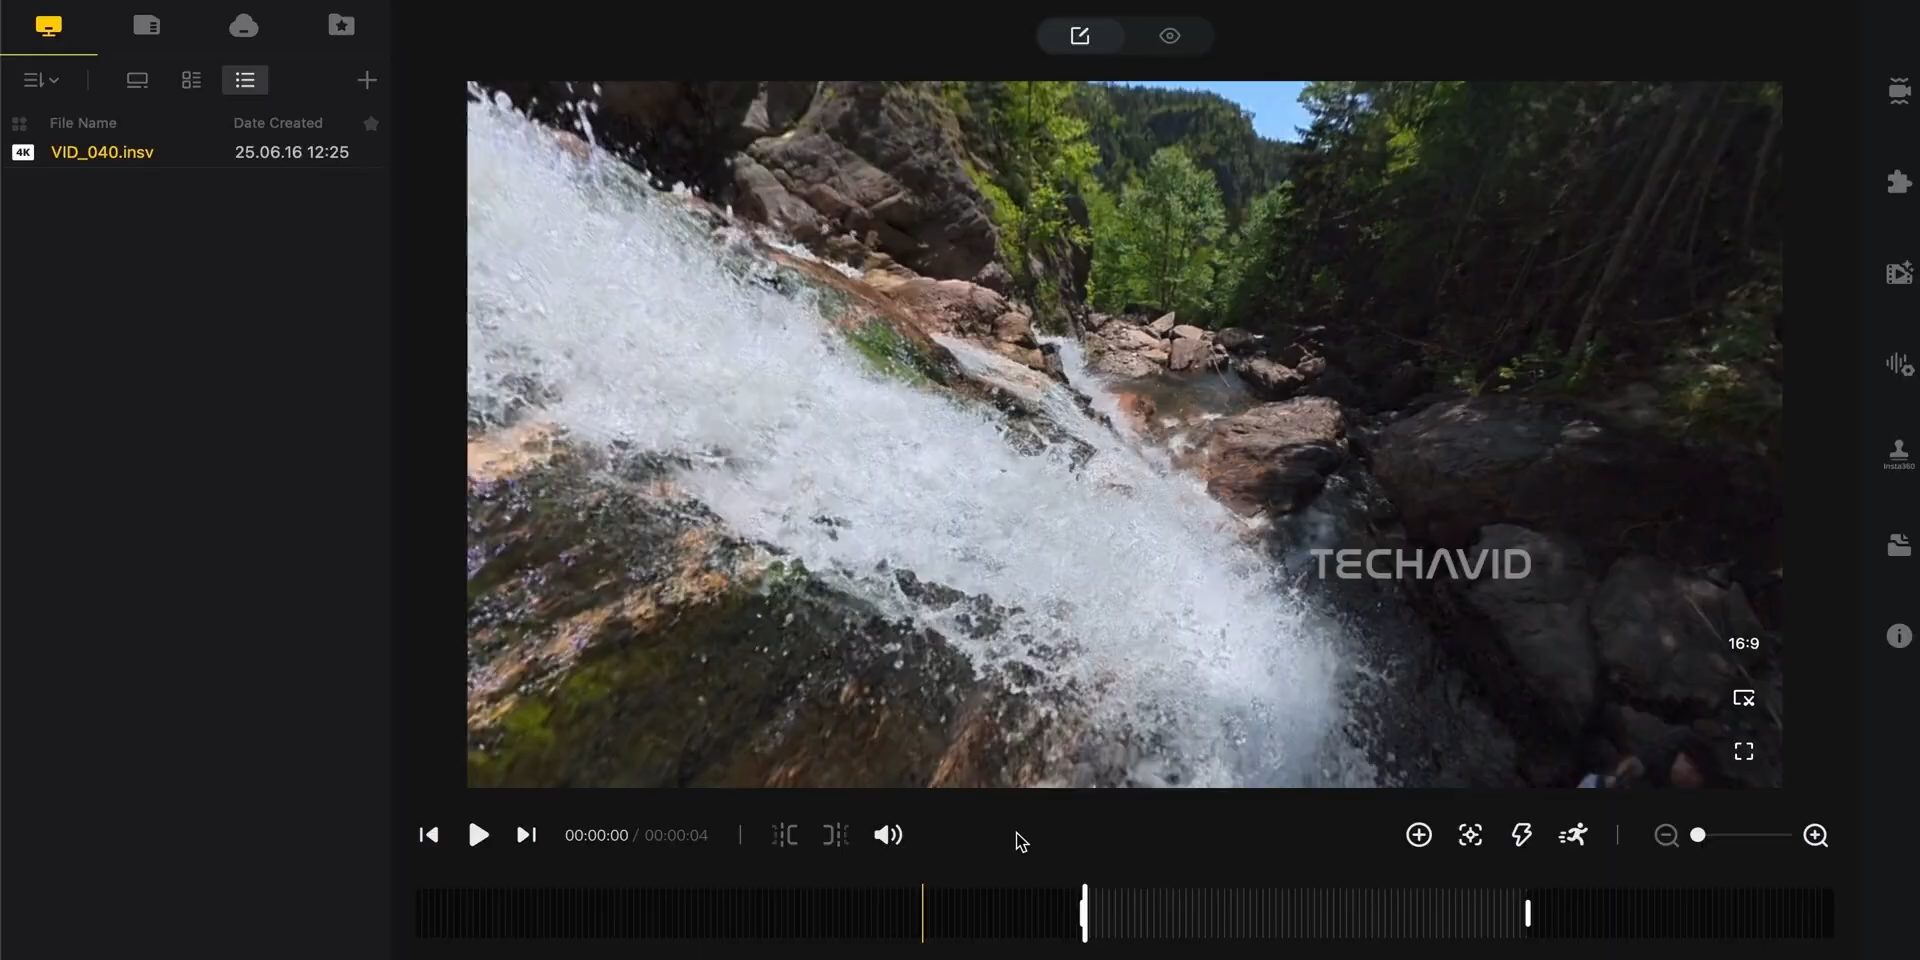 File Name Date Created
4K VID_040.insv 25.06.16 12:25
TECHAVID
16:9
Insta360
00:00:00 / 00:00:04